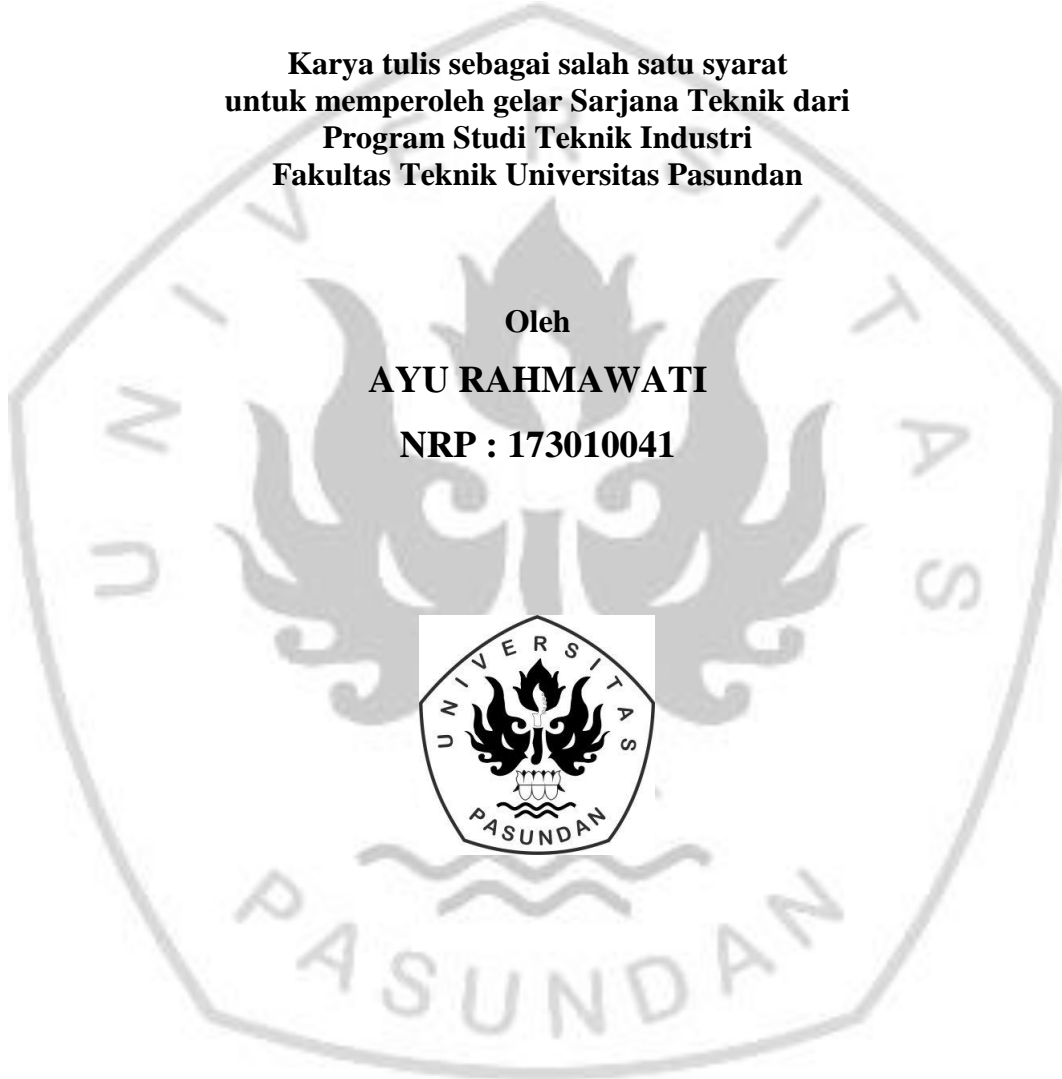 Karya tulis sebagai salah satu syarat
untuk memperoleh gelar Sarjana Teknik dari
Program Studi Teknik Industri
Fakultas Teknik Universitas Pasundan
Oleh
AYU RAHMAWATI
NRP : 173010041
UNIVERSITAS
PASUNDAN
UNIVERSITAS
PASUNDAN